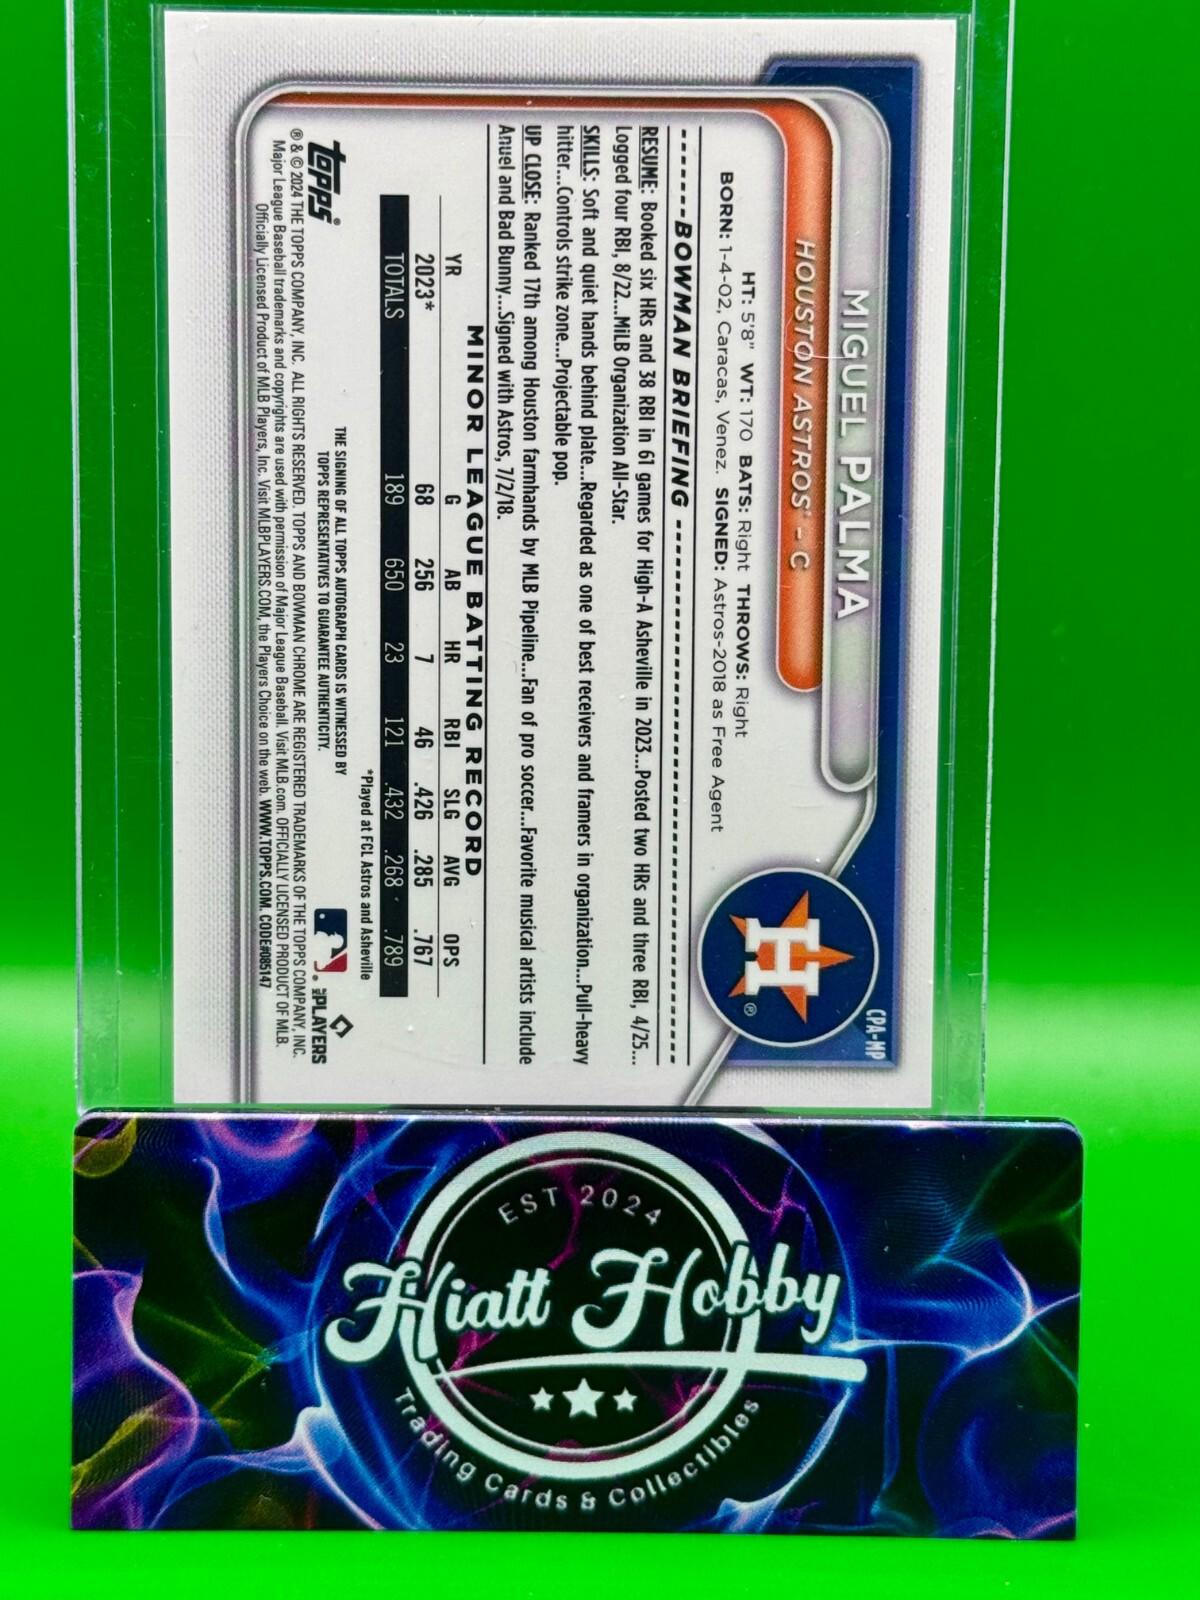 CPA-MP
MIGUEL PALMA
HOUSTON ASTROS® - C
H
®
HT: 5'8" WT: 170 BATS: Right THROWS: Right
BORN: 1-4-02, Caracas, Venez. SIGNED: Astros-2018 as Free Agent
BOWMAN BRIEFING
RESUME: Booked six HRs and 38 RBI in 61 games for High-A Asheville in 2023...Posted two HRs and three RBI, 4/25...
Logged four RBI, 8/22...MiLB Organization All-Star.
SKILLS: Soft and quiet hands behind plate...Regarded as one of best receivers and framers in organization...Pull-heavy
hitter...Controls strike zone...Projectable pop.
UP CLOSE: Ranked 17th among Houston farmhands by MLB Pipeline...Fan of pro soccer...Favorite musical artists include
Anuel and Bad Bunny...Signed with Astros, 7/2/18.
MINOR LEAGUE BATTING RECORD
YR G AB HR RBI SLG AVG OPS
2023* 68 256 7 46 .426 .285 .767
TOTALS 189 650 23 121 .432 .268 .789
*Played at FCL Astros and Asheville
topps®
THE SIGNING OF ALL TOPPS AUTOGRAPH CARDS IS WITNESSED BY
TOPPS REPRESENTATIVES TO GUARANTEE AUTHENTICITY.
MLB PLAYERS
® & © 2024 THE TOPPS COMPANY, INC. ALL RIGHTS RESERVED. TOPPS AND BOWMAN CHROME ARE REGISTERED TRADEMARKS OF THE TOPPS COMPANY, INC.
Major League Baseball trademarks and copyrights are used with permission of Major League Baseball. Visit MLB.com. OFFICIALLY LICENSED PRODUCT OF MLB.
Officially Licensed Product of MLB Players, Inc. Visit MLBPLAYERS.COM, the Players Choice on the web. WWW.TOPPS.COM. CODE#085147
EST 2024
Hiatt Hobby
Trading Cards & Collectibles